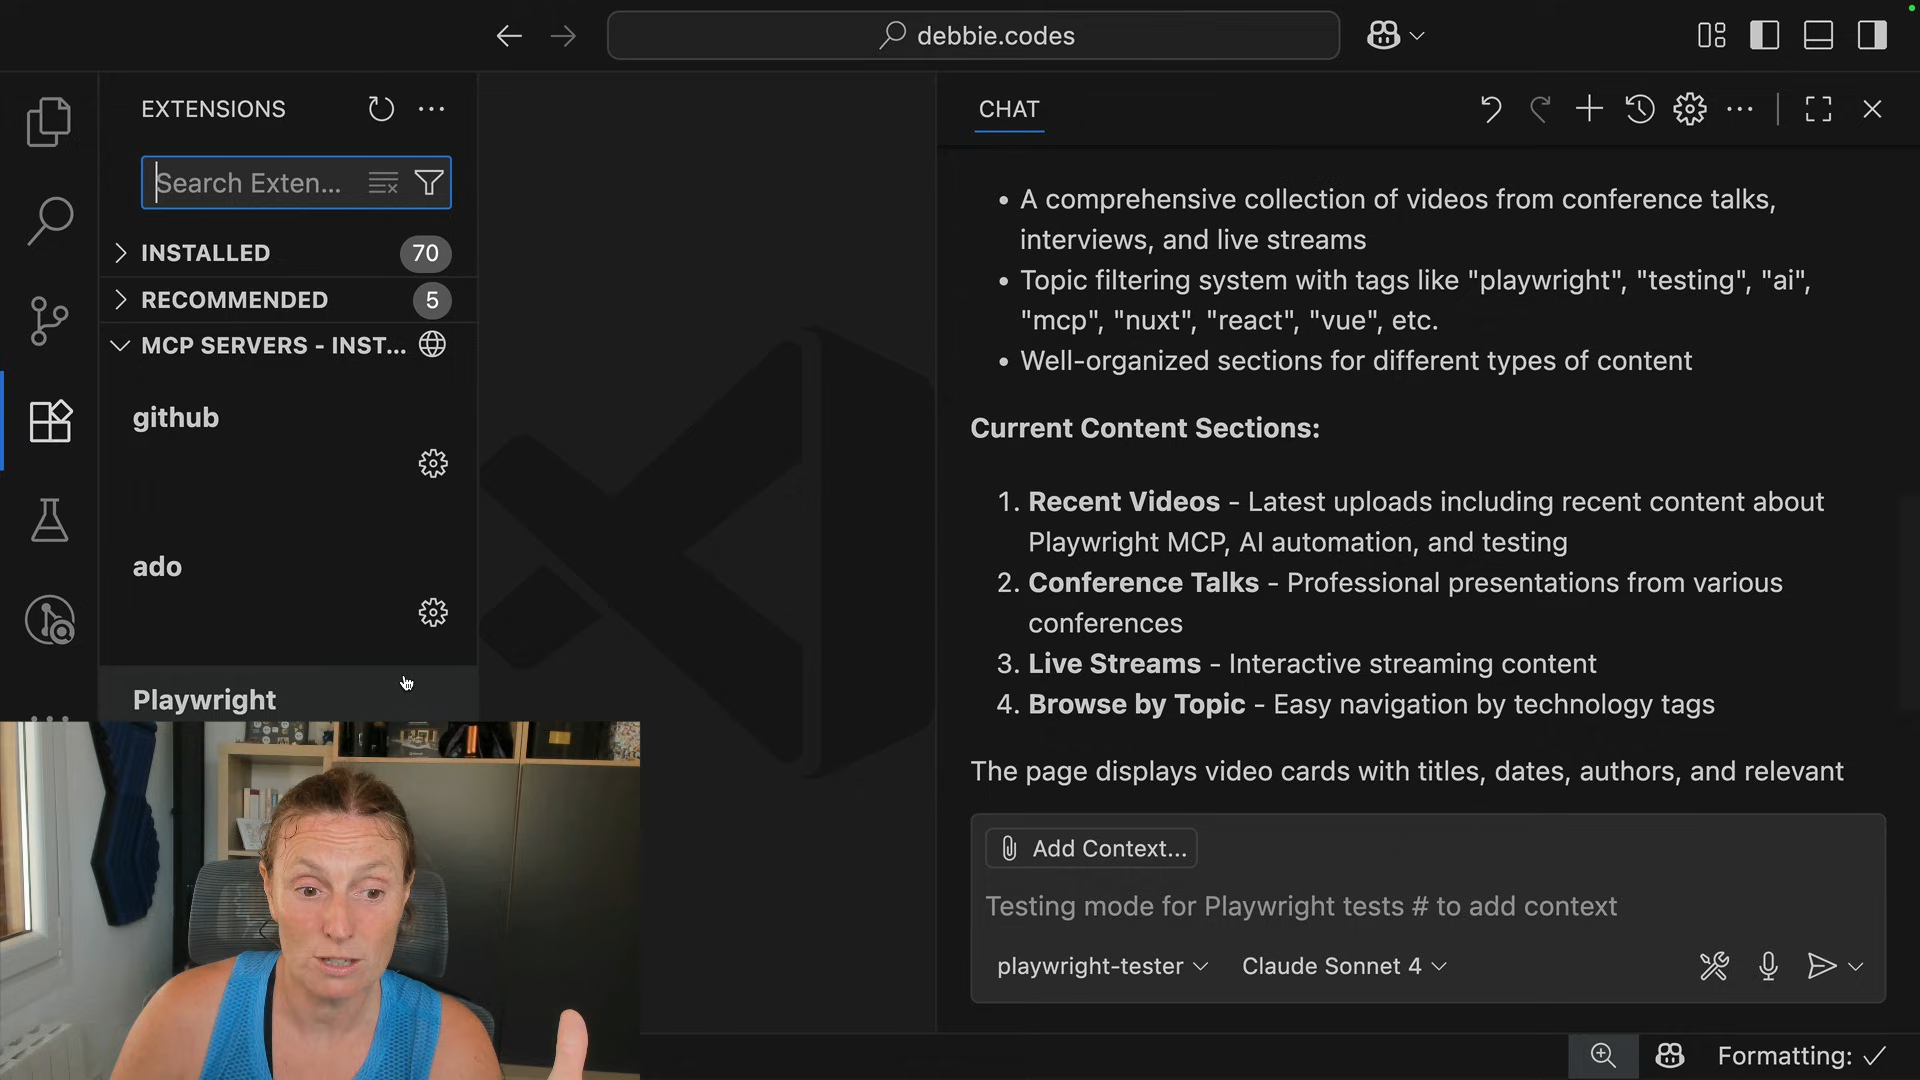 debbie.codes
EXTENSIONS
Search Exten...
INSTALLED 70
RECOMMENDED 5
MCP SERVERS - INST...
github
ado
Playwright
CHAT
• A comprehensive collection of videos from conference talks,
interviews, and live streams
• Topic filtering system with tags like "playwright", "testing", "ai",
"mcp", "nuxt", "react", "vue", etc.
• Well-organized sections for different types of content
Current Content Sections:
1. Recent Videos - Latest uploads including recent content about
Playwright MCP, AI automation, and testing
2. Conference Talks - Professional presentations from various
conferences
3. Live Streams - Interactive streaming content
4. Browse by Topic - Easy navigation by technology tags
The page displays video cards with titles, dates, authors, and relevant
Add Context...
Testing mode for Playwright tests # to add context
playwright-tester Claude Sonnet 4
Formatting: ✓